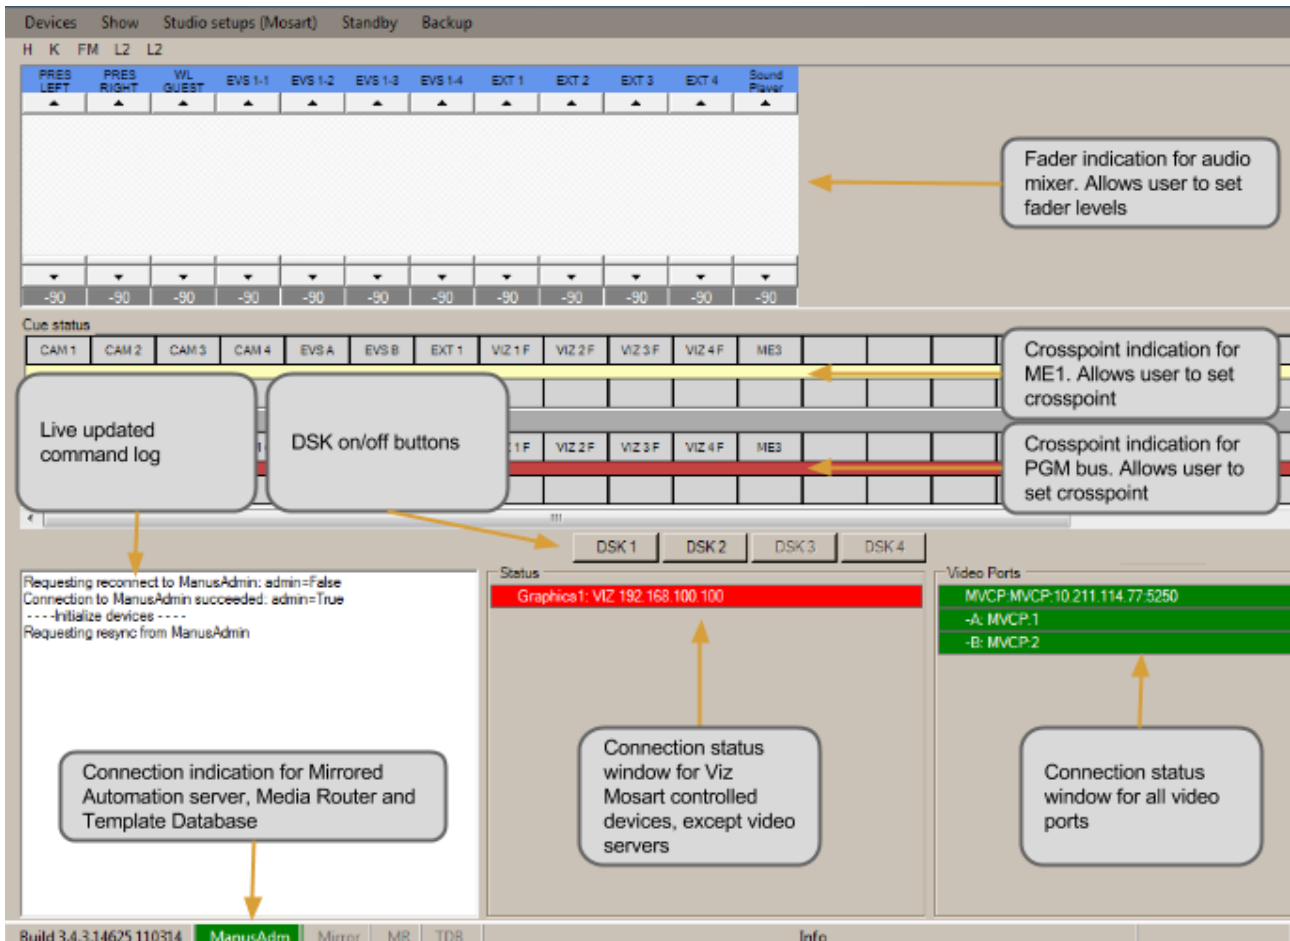 Devices Show Studio setups (Mosart) Standby Backup
H K FM L2 L2
PRES LEFT PRES RIGHT WL GUEST EVS 1-1 EVS 1-2 EVS 1-3 EVS 1-4 EXT 1 EXT 2 EXT 3 EXT 4 Sound Player
Fader indication for audio
mixer. Allows user to set
fader levels
-90 -90 -90 -90 -90 -90 -90 -90 -90 -90 -90 -90
Cue status
CAM 1 CAM 2 CAM 3 CAM 4 EVS A EVS B EXT 1 VIZ 1 F VIZ 2 F VIZ 3 F VIZ 4 F ME3
Crosspoint indication for
ME1. Allows user to set
crosspoint
Live updated
command log
DSK on/off buttons
1 F VIZ 2 F VIZ 3 F VIZ 4 F ME3
Crosspoint indication for
PGM bus. Allows user to
set crosspoint
DSK 1 DSK 2 DSK 3 DSK 4
Requesting reconnect to ManusAdmin: admin=False
Connection to ManusAdmin succeeded: admin=True
- - - -Initialize devices - - - -
Requesting resync from ManusAdmin
Status
Graphics1: VIZ 192.168.100.100
Video Ports
MVCP:MVCP:10.211.114.77:5250
-A: MVCP:1
-B: MVCP:2
Connection indication for Mirrored
Automation server, Media Router and
Template Database
Connection status
window for Viz
Mosart controlled
devices, except video
servers
Connection status
window for all video
ports
Build 3.4.3.14625.110314 ManusAdm Mirror MR TDB Info